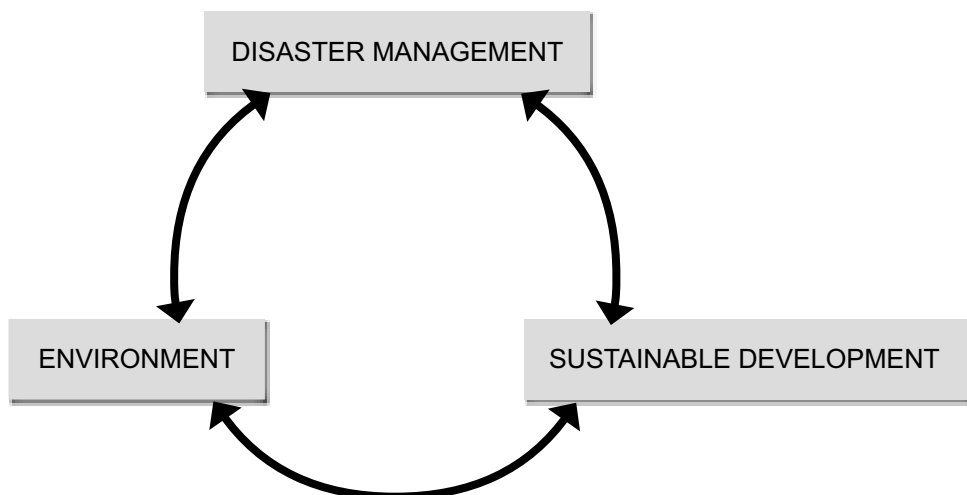 DISASTER MANAGEMENT
ENVIRONMENT
SUSTAINABLE DEVELOPMENT